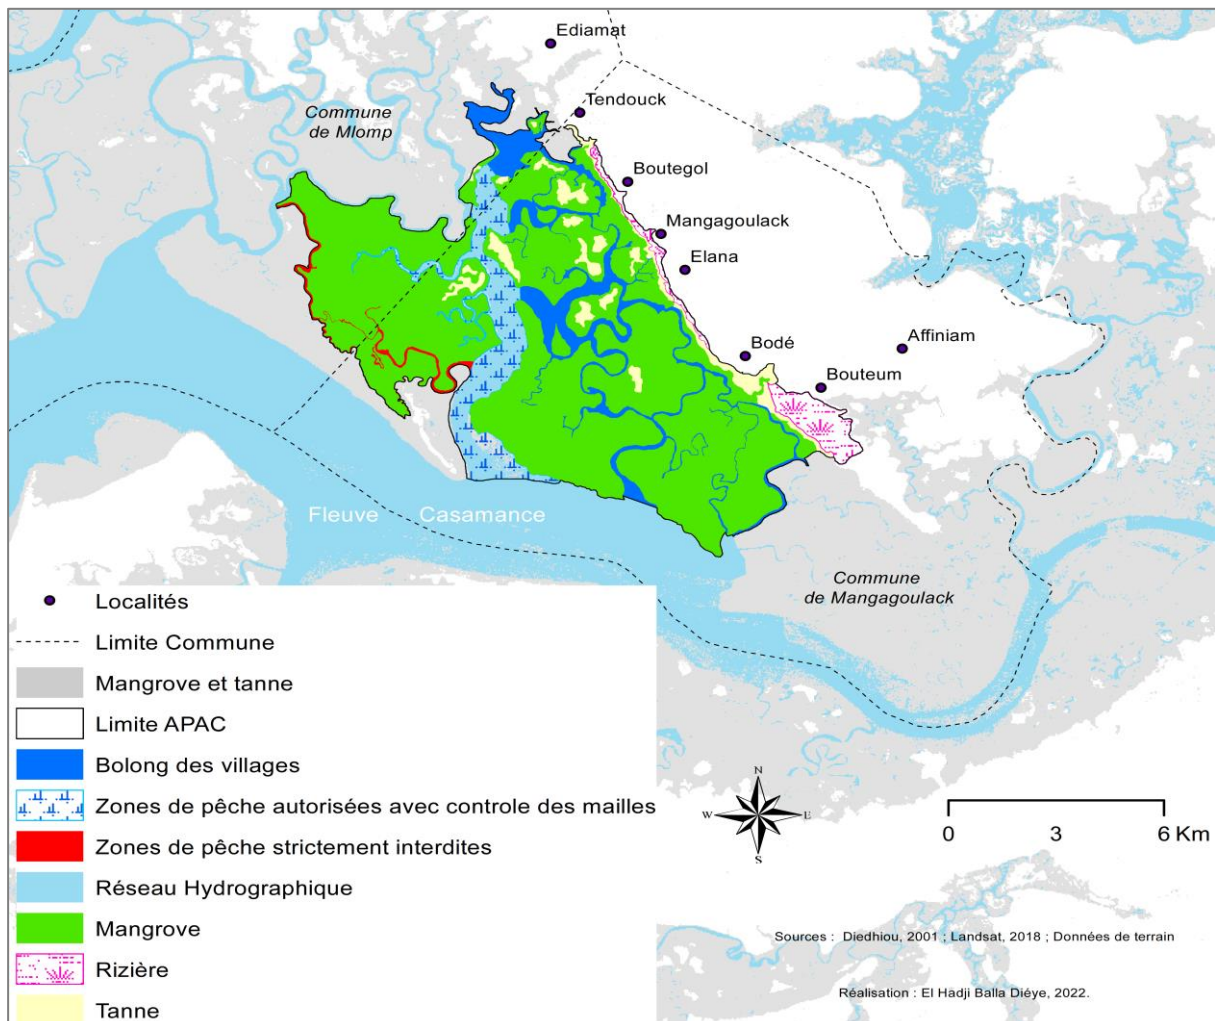 Ediamat
Tendouck
Commune
de Mlomp
Boutegol
Mangagoulack
Elana
Affiniam
Bodé
Bouteum
Fleuve Casamance
Commune
de Mangagoulack
Localités
Limite Commune
Mangrove et tanne
Limite APAC
Bolong des villages
Zones de pêche autorisées avec controle des mailles
Zones de pêche strictement interdites
Réseau Hydrographique
Mangrove
Rizière
Tanne
N
W E
S
0 3 6 Km
Sources : Diedhiou, 2001 ; Landsat, 2018 ; Données de terrain
Réalisation : El Hadji Balla Diéye, 2022.